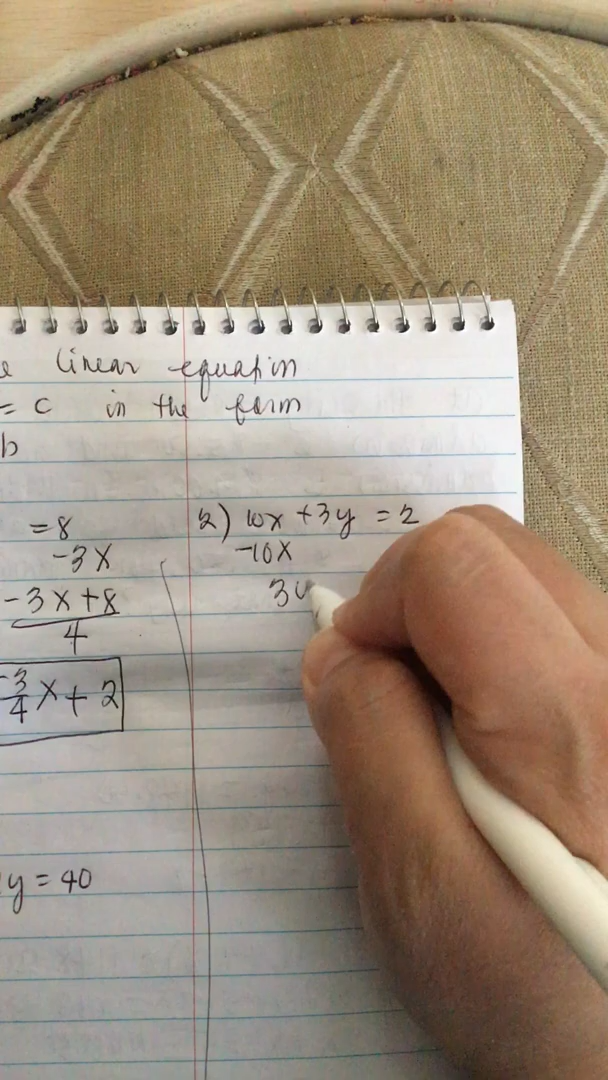 e linear equatin
= c in the form
b
= 8
-3x
-3x+8
4
-3/4 x + 2
y = 40
2) 10x +3y = 2
-10x
3y